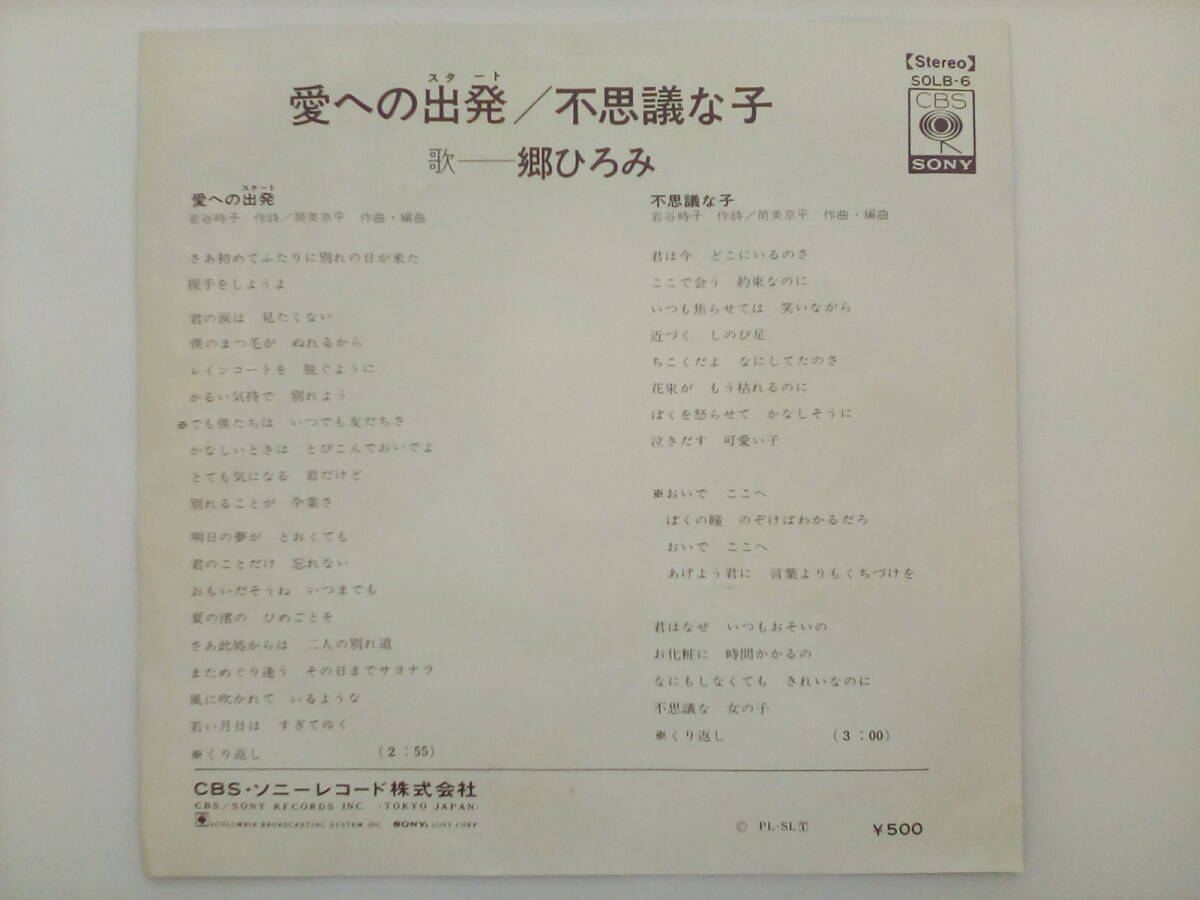 【Stereo】
SOLB-6
CBS
SONY
スタート
愛への出発／不思議な子
歌──郷ひろみ
スタート
愛への出発
岩谷時子　作詩／筒美京平　作曲・編曲
さあ初めてふたりに別れの日が来た
握手をしようよ
君の涙は　見たくない
僕のまつ毛が　ぬれるから
レインコートを　脱ぐように
かるい気持で　別れよう
※でも僕たちは　いつでも友だちさ
かなしいときは　とびこんでおいでよ
とても気になる　君だけど
別れることが　卒業さ
明日の夢が　とおくても
君のことだけ　忘れない
おもいだそうね　いつまでも
夏の渚の　ひめごとを
さあ此処からは　二人の別れ道
まためぐり逢う　その日までサヨナラ
風に吹かれて　いるような
若い月日は　すぎてゆく
※くり返し　（2：55）
不思議な子
岩谷時子　作詩／筒美京平　作曲・編曲
君は今　どこにいるのさ
ここで会う　約束なのに
いつも焦らせては　笑いながら
近づく　しのび足
ちこくだよ　なにしてたのさ
花束が　もう枯れるのに
ぼくを怒らせて　かなしそうに
泣きだす　可愛い子
※おいで　ここへ
ぼくの瞳　のぞけばわかるだろ
おいで　ここへ
あげよう君に　言葉よりもくちづけを
君はなぜ　いつもおそいの
お化粧に　時間かかるの
なにもしなくても　きれいなのに
不思議な　女の子
※くり返し　（3：00）
CBS・ソニーレコード株式会社
CBS/SONY RECORDS INC.（TOKYO JAPAN）
COLUMBIA BROADCASTING SYSTEM INC　SONY, SONY CORP
Ⓒ　PL・SL Ⓣ　￥500